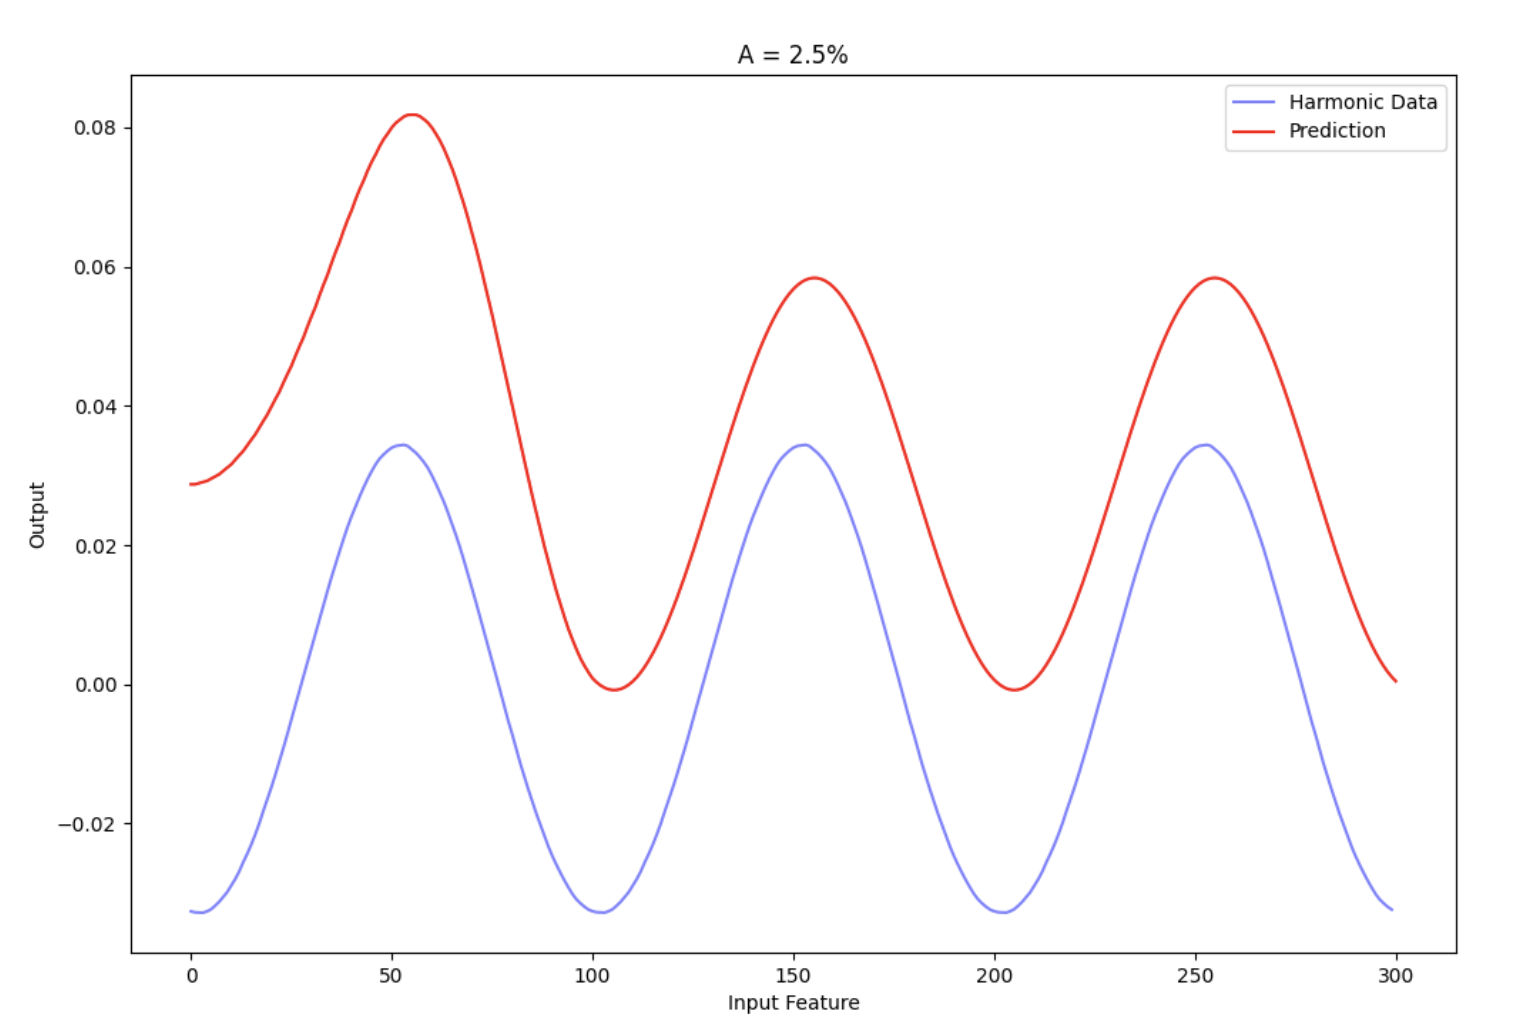 A = 2.5%
Harmonic Data
Prediction
0.08
0.06
0.04
0.02
0.00
−0.02
Output
0 50 100 150 200 250 300
Input Feature